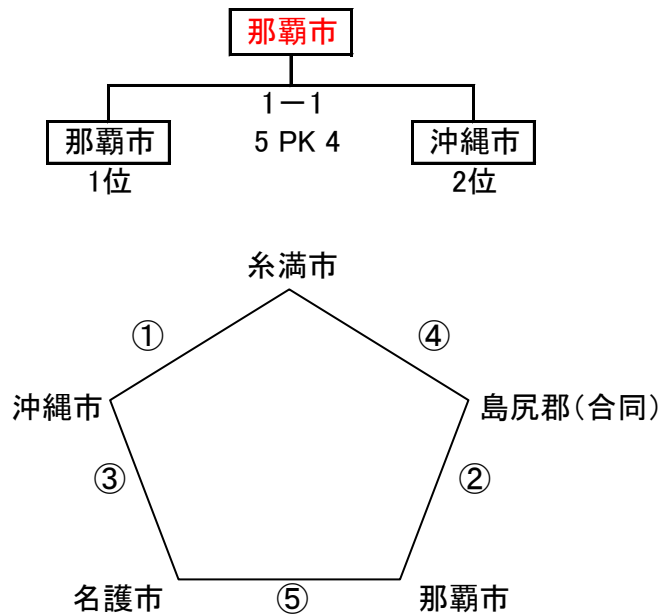 那覇市
1－1
那覇市 5 PK 4 沖縄市
1位 2位
糸満市
① ④
沖縄市 島尻郡（合同）
③ ②
名護市 ⑤ 那覇市